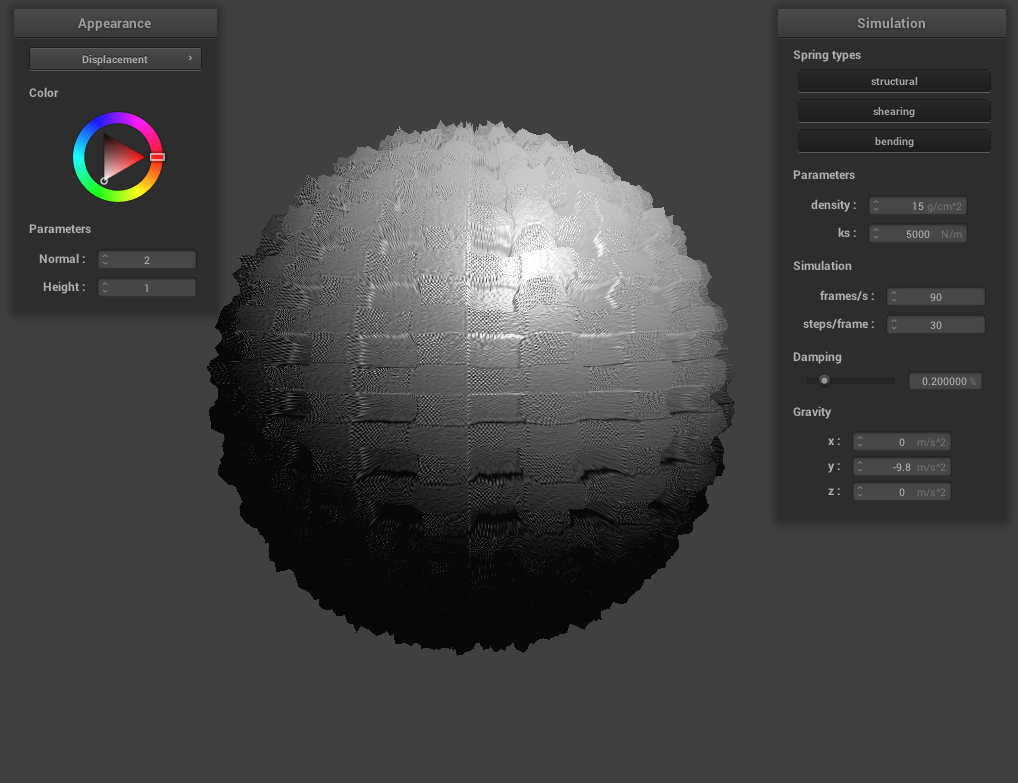 Appearance
Displacement
Color
Parameters
Normal : 2
Height : 1
Simulation
Spring types
structural
shearing
bending
Parameters
density : 15 g/cm^2
ks : 5000 N/m
Simulation
frames/s : 90
steps/frame : 30
Damping
0.200000 %
Gravity
x : 0 m/s^2
y : -9.8 m/s^2
z : 0 m/s^2